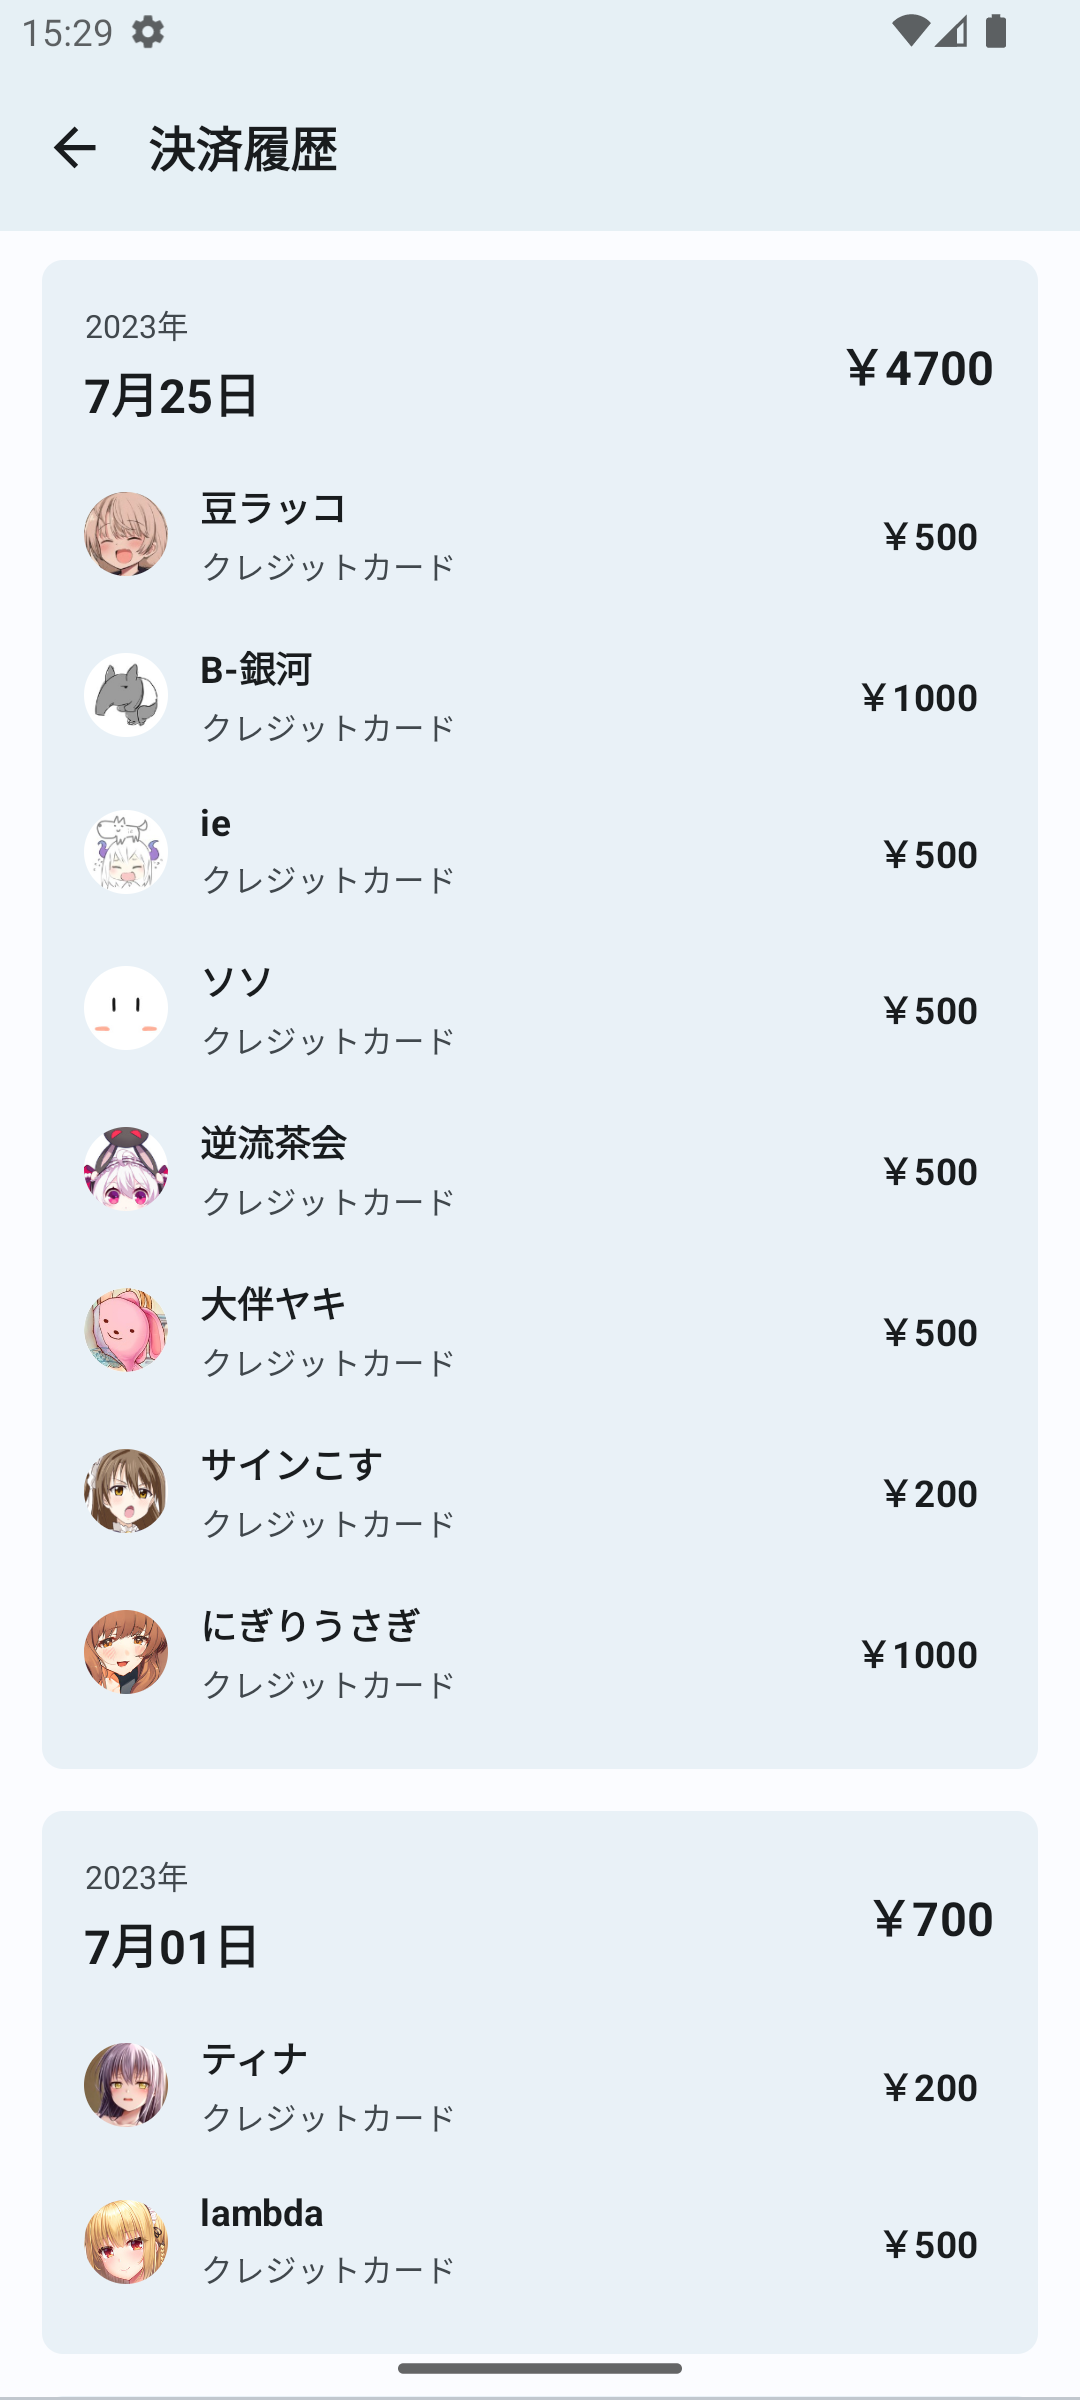 15:29
決済履歴
2023年
7月25日
￥4700
豆ラッコ
クレジットカード
￥500
B-銀河
クレジットカード
￥1000
ie
クレジットカード
￥500
ソソ
クレジットカード
￥500
逆流茶会
クレジットカード
￥500
大伴ヤキ
クレジットカード
￥500
サインこす
クレジットカード
￥200
にぎりうさぎ
クレジットカード
￥1000
2023年
7月01日
￥700
ティナ
クレジットカード
￥200
lambda
クレジットカード
￥500